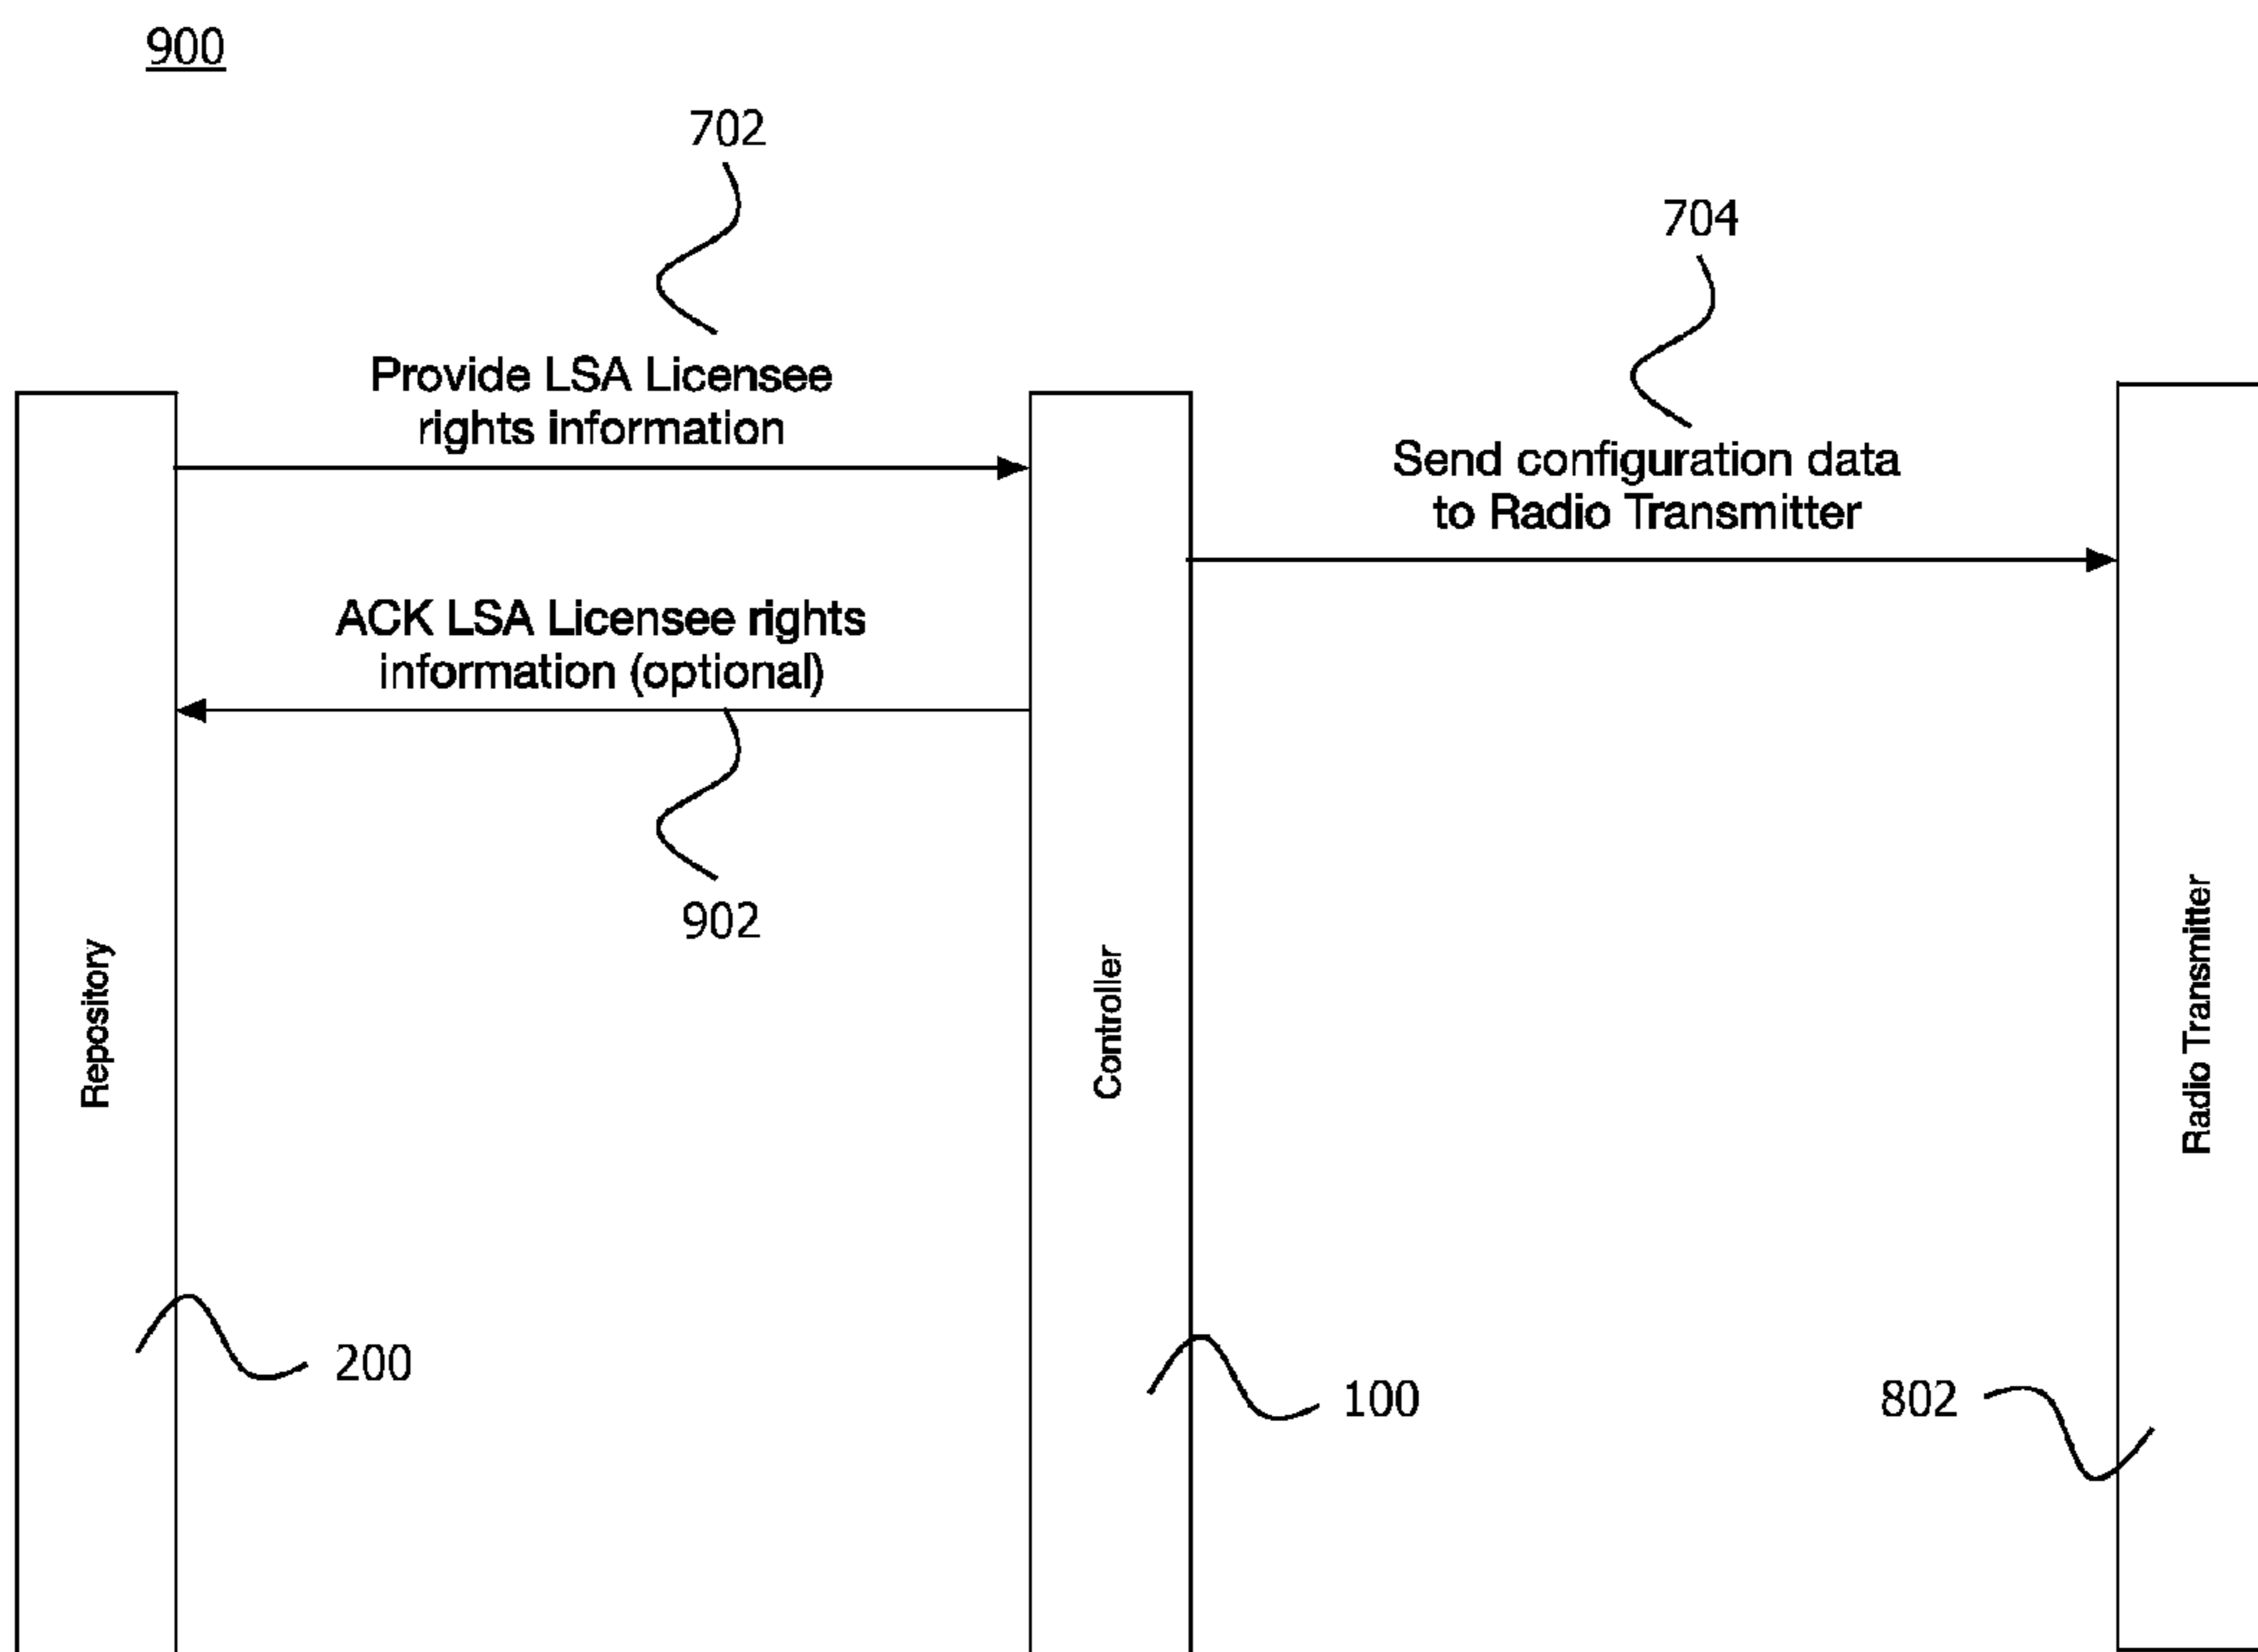 900
702
704
Provide LSA Licensee
rights information
Send configuration data
to Radio Transmitter
ACK LSA Licensee rights
information (optional)
902
Repository
Controller
Radio Transmitter
200
100
802